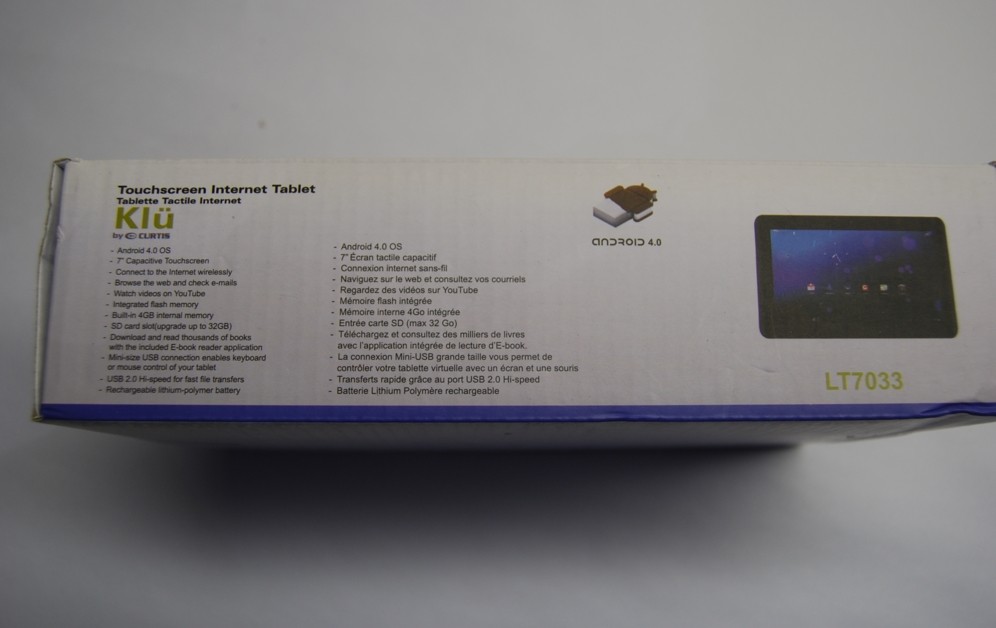 Touchscreen Internet Tablet
Tablette Tactile Internet
Klü
by CURTIS
- Android 4.0 OS
- 7" Capacitive Touchscreen
- Connect to the Internet wirelessly
- Browse the web and check e-mails
- Watch videos on YouTube
- Integrated flash memory
- Built-in 4GB internal memory
- SD card slot(upgrade up to 32GB)
- Download and read thousands of books
with the included E-book reader application
- Mini-size USB connection enables keyboard
or mouse control of your tablet
- USB 2.0 Hi-speed for fast file transfers
- Rechargeable lithium-polymer battery
- Android 4.0 OS
- 7" Écran tactile capacitif
- Connexion internet sans-fil
- Naviguez sur le web et consultez vos courriels
- Regardez des vidéos sur YouTube
- Mémoire flash intégrée
- Mémoire interne 4Go intégrée
- Entrée carte SD (max 32 Go)
- Téléchargez et consultez des milliers de livres
avec l'application intégrée de lecture d'E-book.
- La connexion Mini-USB grande taille vous permet de
contrôler votre tablette virtuelle avec un écran et une souris
- Transferts rapide grâce au port USB 2.0 Hi-speed
- Batterie Lithium Polymère rechargeable
ANDROID 4.0
LT7033